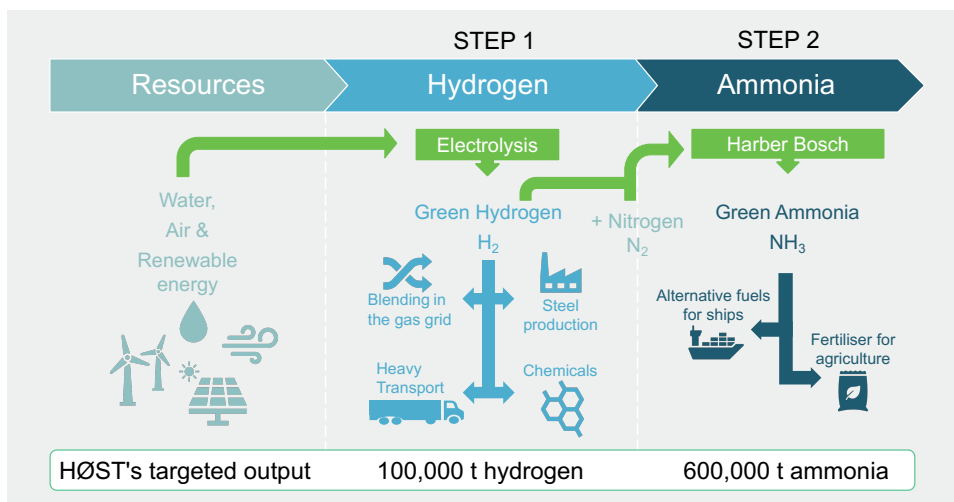 STEP 1
STEP 2
Resources
Hydrogen
Ammonia
Electrolysis
Harber Bosch
Water,
Air &
Renewable
energy
Green Hydrogen
H₂
+ Nitrogen
N₂
Green Ammonia
NH₃
Blending in
the gas grid
Steel
production
Heavy
Transport
Chemicals
Alternative fuels
for ships
Fertiliser for
agriculture
HØST's targeted output
100,000 t hydrogen
600,000 t ammonia